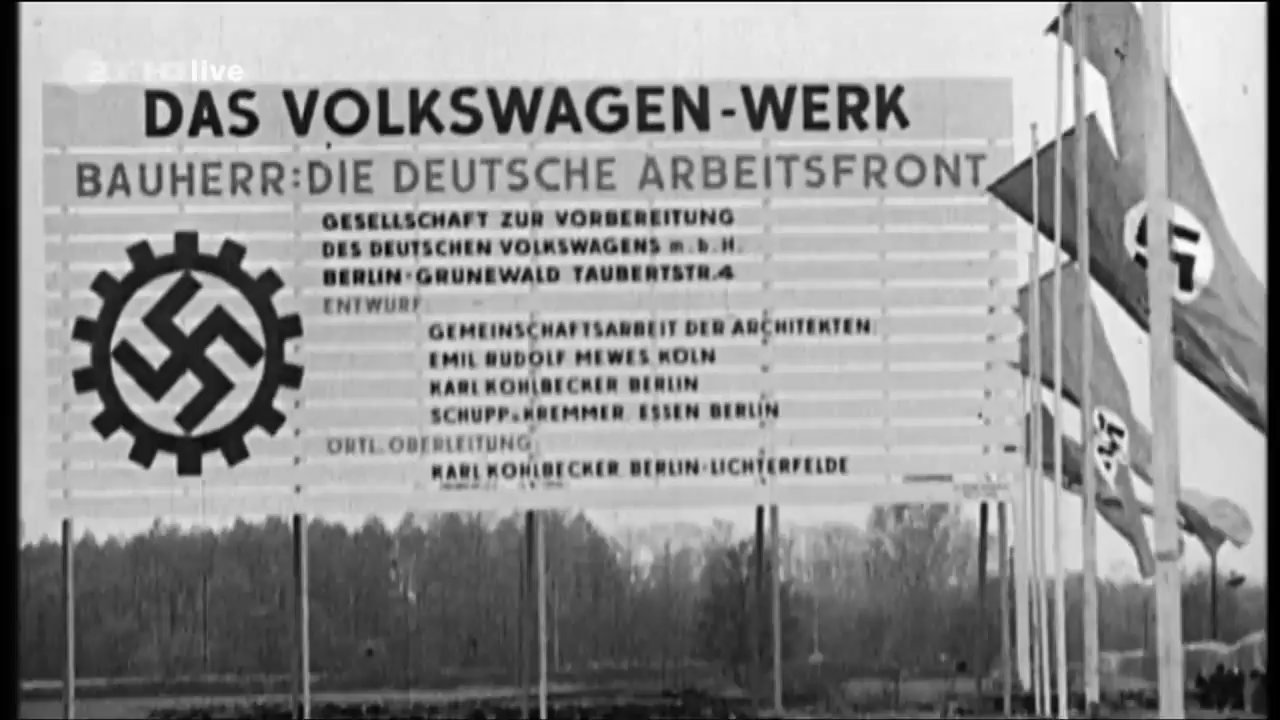 live
DAS VOLKSWAGEN-WERK
BAUHERR: DIE DEUTSCHE ARBEITSFRONT
GESELLSCHAFT ZUR VORBEREITUNG
DES DEUTSCHEN VOLKSWAGENS m.b.H.
BERLIN-GRUNEWALD TAUBERTSTR.4
ENTWURF:
GEMEINSCHAFTSARBEIT DER ARCHITEKTEN:
EMIL RUDOLF MEWES KÖLN
KARL KOHLBECKER BERLIN
SCHUPP u. KREMMER ESSEN BERLIN
ÖRTL. OBERLEITUNG:
KARL KOHLBECKER BERLIN-LICHTERFELDE